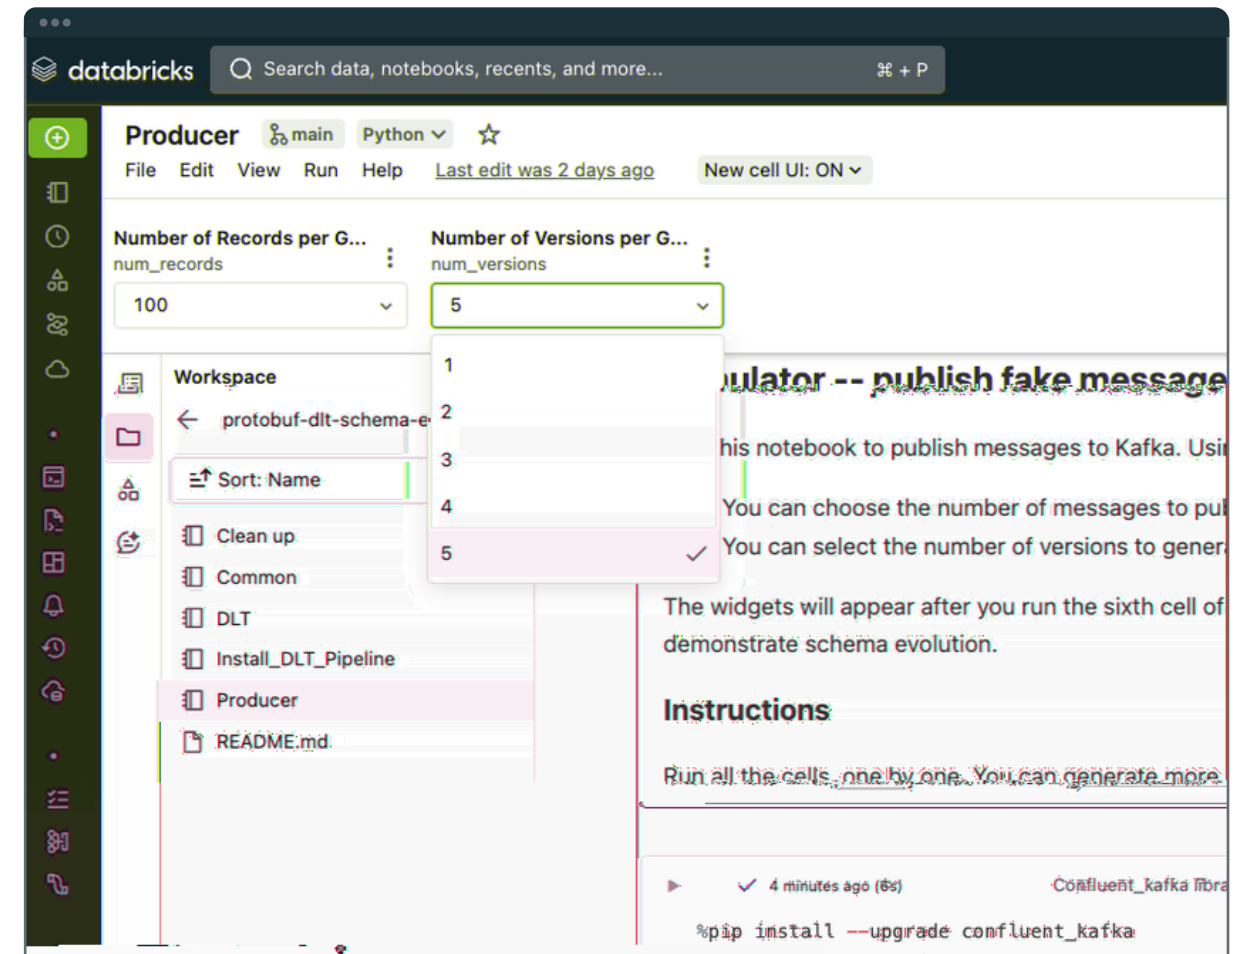 databricks
Search data, notebooks, recents, and more...
⌘ + P
Producer
main
Python
File Edit View Run Help Last edit was 2 days ago New cell UI: ON
Number of Records per G...
num_records
100
Number of Versions per G...
num_versions
5
1
2
3
4
5
Workspace
protobuf-dlt-schema-e
Sort: Name
Clean up
Common
DLT
Install_DLT_Pipeline
Producer
README.md
ulator -- publish fake message
his notebook to publish messages to Kafka. Usi
You can choose the number of messages to pu
You can select the number of versions to gener
The widgets will appear after you run the sixth cell of
demonstrate schema evolution.
Instructions
Run all the cells, one by one. You can generate more
4 minutes ago (6s)
Confluent_kafka libra
%pip install --upgrade confluent_kafka